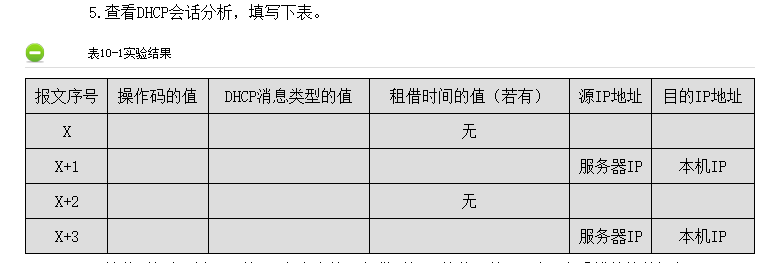 5.查看DHCP会话分析，填写下表。
表10-1实验结果
报文序号 操作码的值 DHCP消息类型的值 租借时间的值（若有） 源IP地址 目的IP地址
X 无
X+1 服务器IP 本机IP
X+2 无
X+3 服务器IP 本机IP